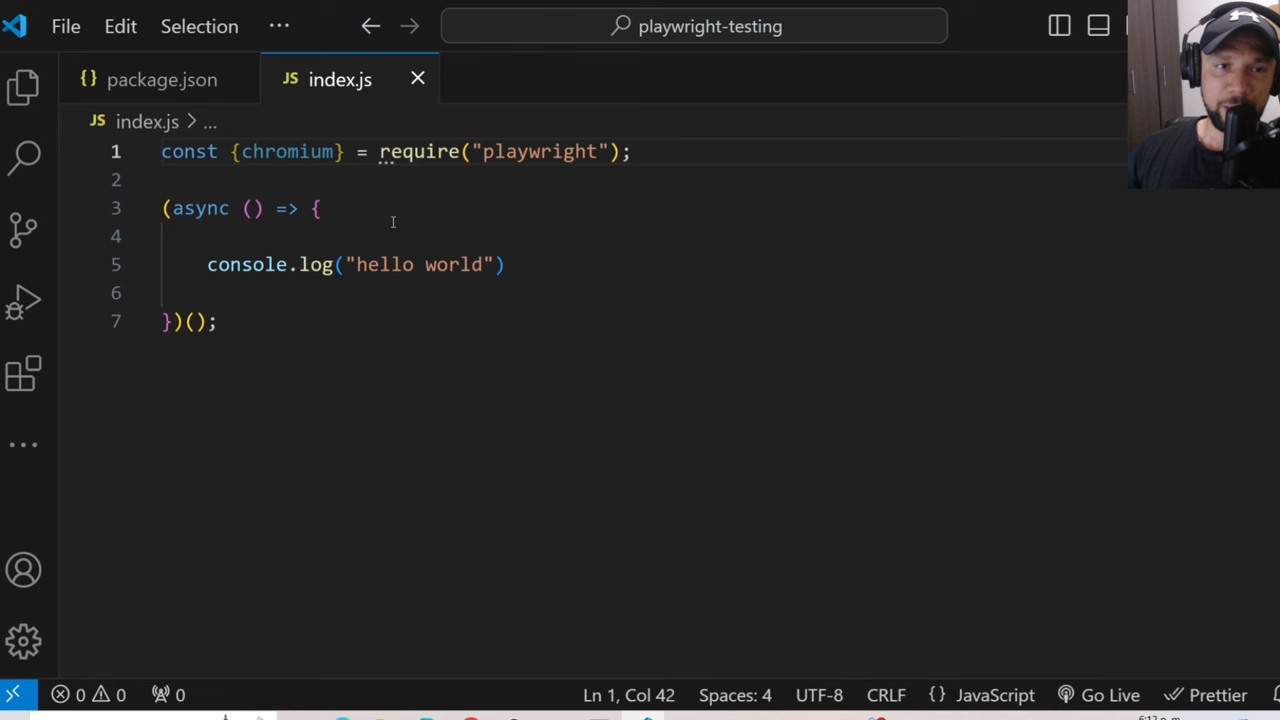 File Edit Selection ··· playwright-testing
{} package.json JS index.js
JS index.js > ...
1 const {chromium} = require("playwright");
2
3 (async () => {
4
5 console.log("hello world")
6
7 })();
0 0 0 Ln 1, Col 42 Spaces: 4 UTF-8 CRLF {} JavaScript Go Live Prettier